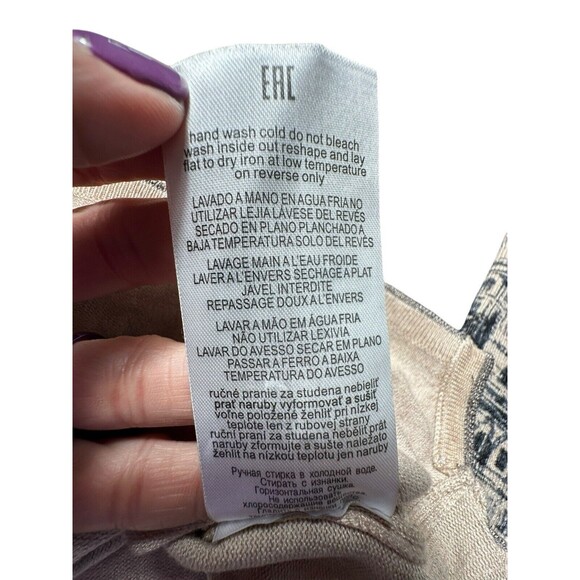 EAC
hand wash cold do not bleach
wash inside out reshape and lay
flat to dry iron at low temperature
on reverse only
LAVADO A MANO EN AGUA FRIA NO
UTILIZAR LEJIA LÁVESE DEL REVÉS
SECADO EN PLANO PLANCHADO A
BAJA TEMPERATURA SOLO DEL REVÉS
LAVAGE MAIN A L'EAU FROIDE
LAVER A L'ENVERS SECHAGE A PLAT
JAVEL INTERDITE
REPASSAGE DOUX A L'ENVERS
LAVAR A MÃO EM ÁGUA FRIA
NÃO UTILIZAR LEXIVIA
LAVAR DO AVESSO SECAR EM PLANO
PASSAR A FERRO A BAIXA
TEMPERATURA DO AVESSO
ručné pranie za studena nebieliť
prať naruby vyformovať a sušiť
voľne položené žehliť pri nízkej
teplote len z rubovej strany
ruční praní za studena nebělit prát
naruby zformujte a sušte naležato
žehlit na nízkou teplotu jen naruby
Ручная стирка в холодной воде.
Стирать с изнанки.
Горизонтальная сушка.
Не использовать
хлоросодержащие